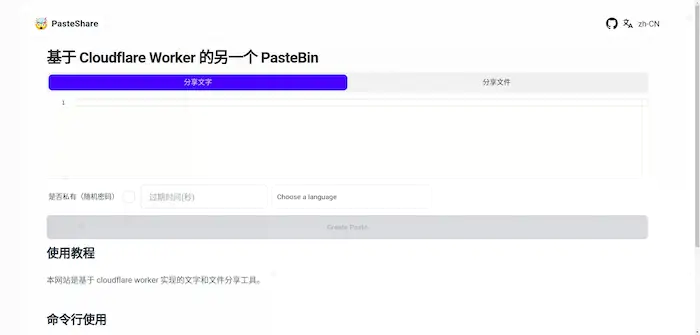 🤯 PasteShare
zh-CN
基于 Cloudflare Worker 的另一个 PasteBin
分享文字
分享文件
1
是否私有（随机密码）
过期时间(秒)
Choose a language
Create Paste
使用教程
本网站是基于 cloudflare worker 实现的文字和文件分享工具。
命令行使用